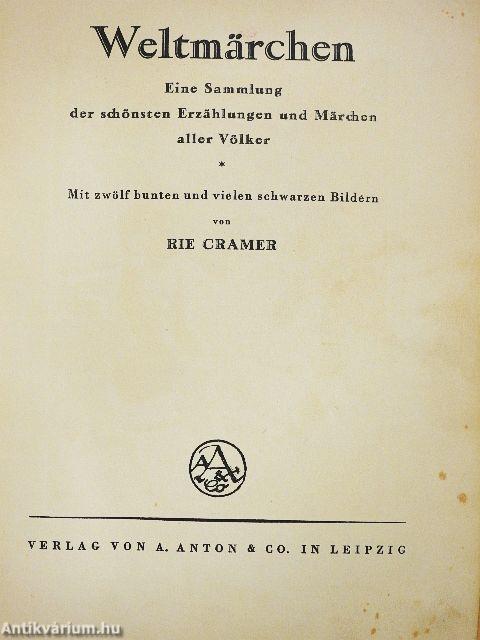 Weltmärchen
Eine Sammlung
der schönsten Erzählungen und Märchen
aller Völker
*
Mit zwölf bunten und vielen schwarzen Bildern
von
RIE CRAMER
A A & Co
VERLAG VON A. ANTON & CO. IN LEIPZIG
Antikvárium.hu